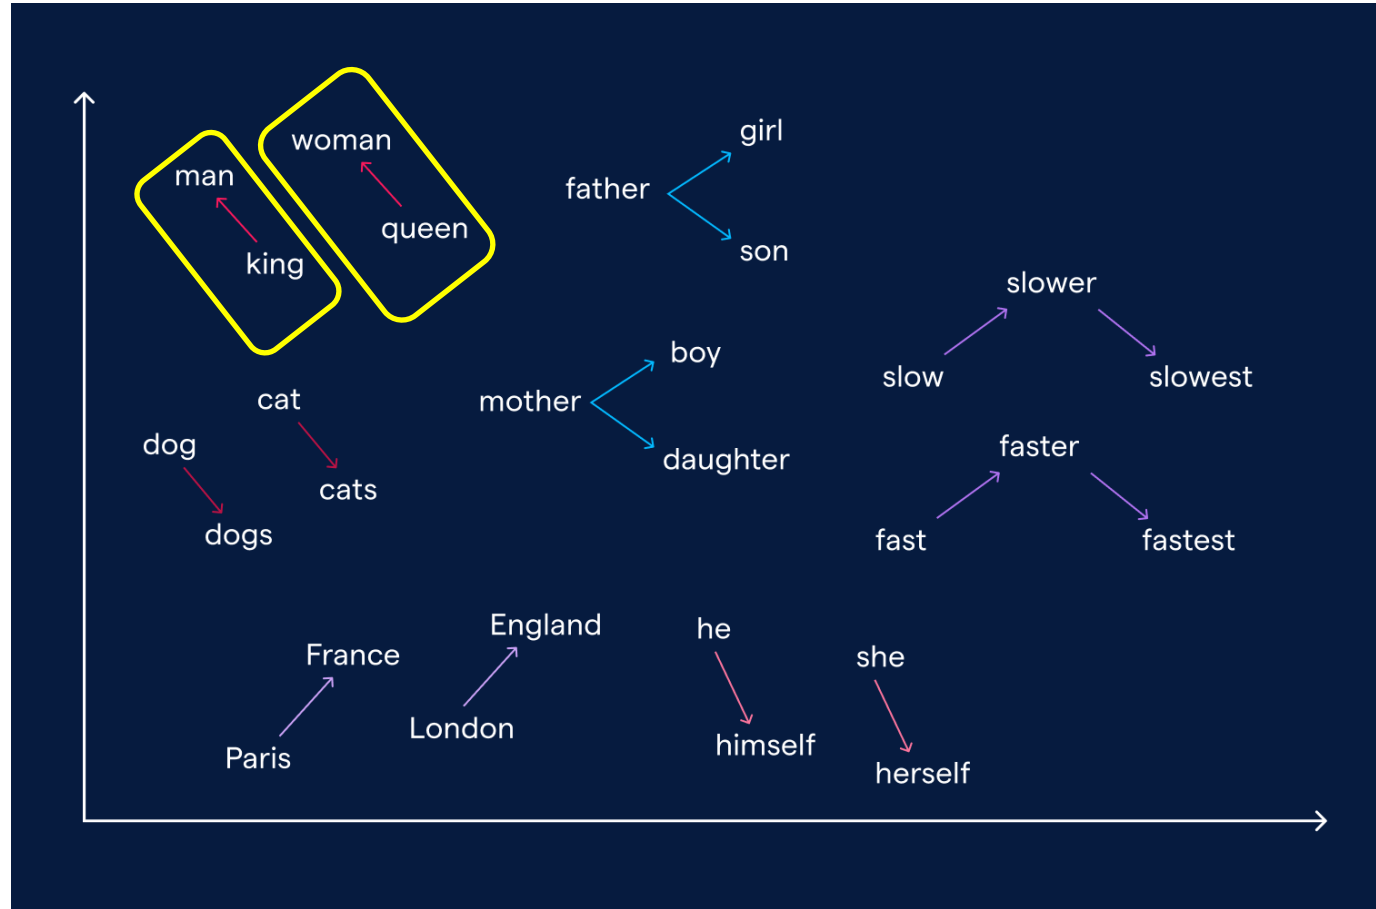 woman
man
queen
king
girl
father
son
slower
slow
slowest
boy
mother
daughter
cat
dog
cats
dogs
faster
fast
fastest
England
France
London
Paris
he
she
himself
herself